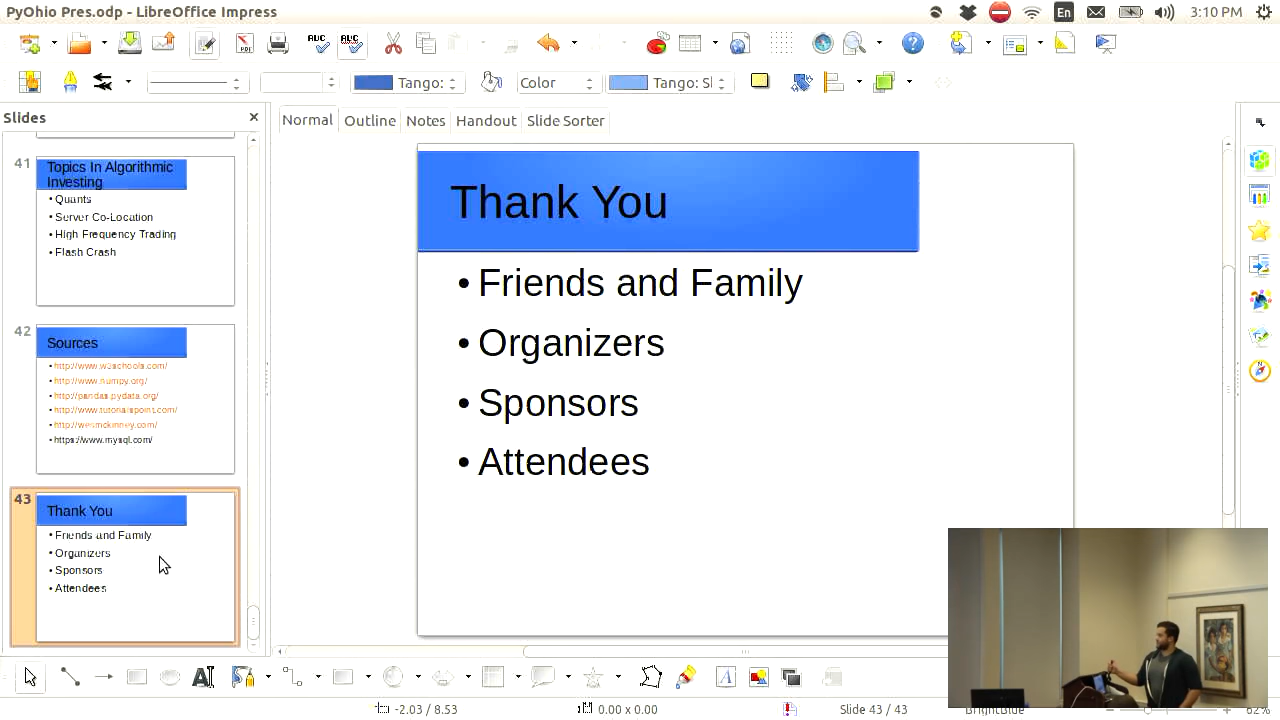 PyOhio Pres.odp - LibreOffice Impress
En
3:10 PM
Tango:
Color
Tango: Sl
Slides
Normal
Outline
Notes
Handout
Slide Sorter
41
Topics In Algorithmic
Investing
• Quants
• Server Co-Location
• High Frequency Trading
• Flash Crash
42
Sources
• http://www.w3schools.com/
• http://www.numpy.org/
• http://pandas.pydata.org/
• http://www.tutorialspoint.com/
• http://wesmckinney.com/
• https://www.mysql.com/
43
Thank You
• Friends and Family
• Organizers
• Sponsors
• Attendees
Thank You
• Friends and Family
• Organizers
• Sponsors
• Attendees
-2.03 / 8.53
0.00 x 0.00
Slide 43 / 43
BrightBlue
62%